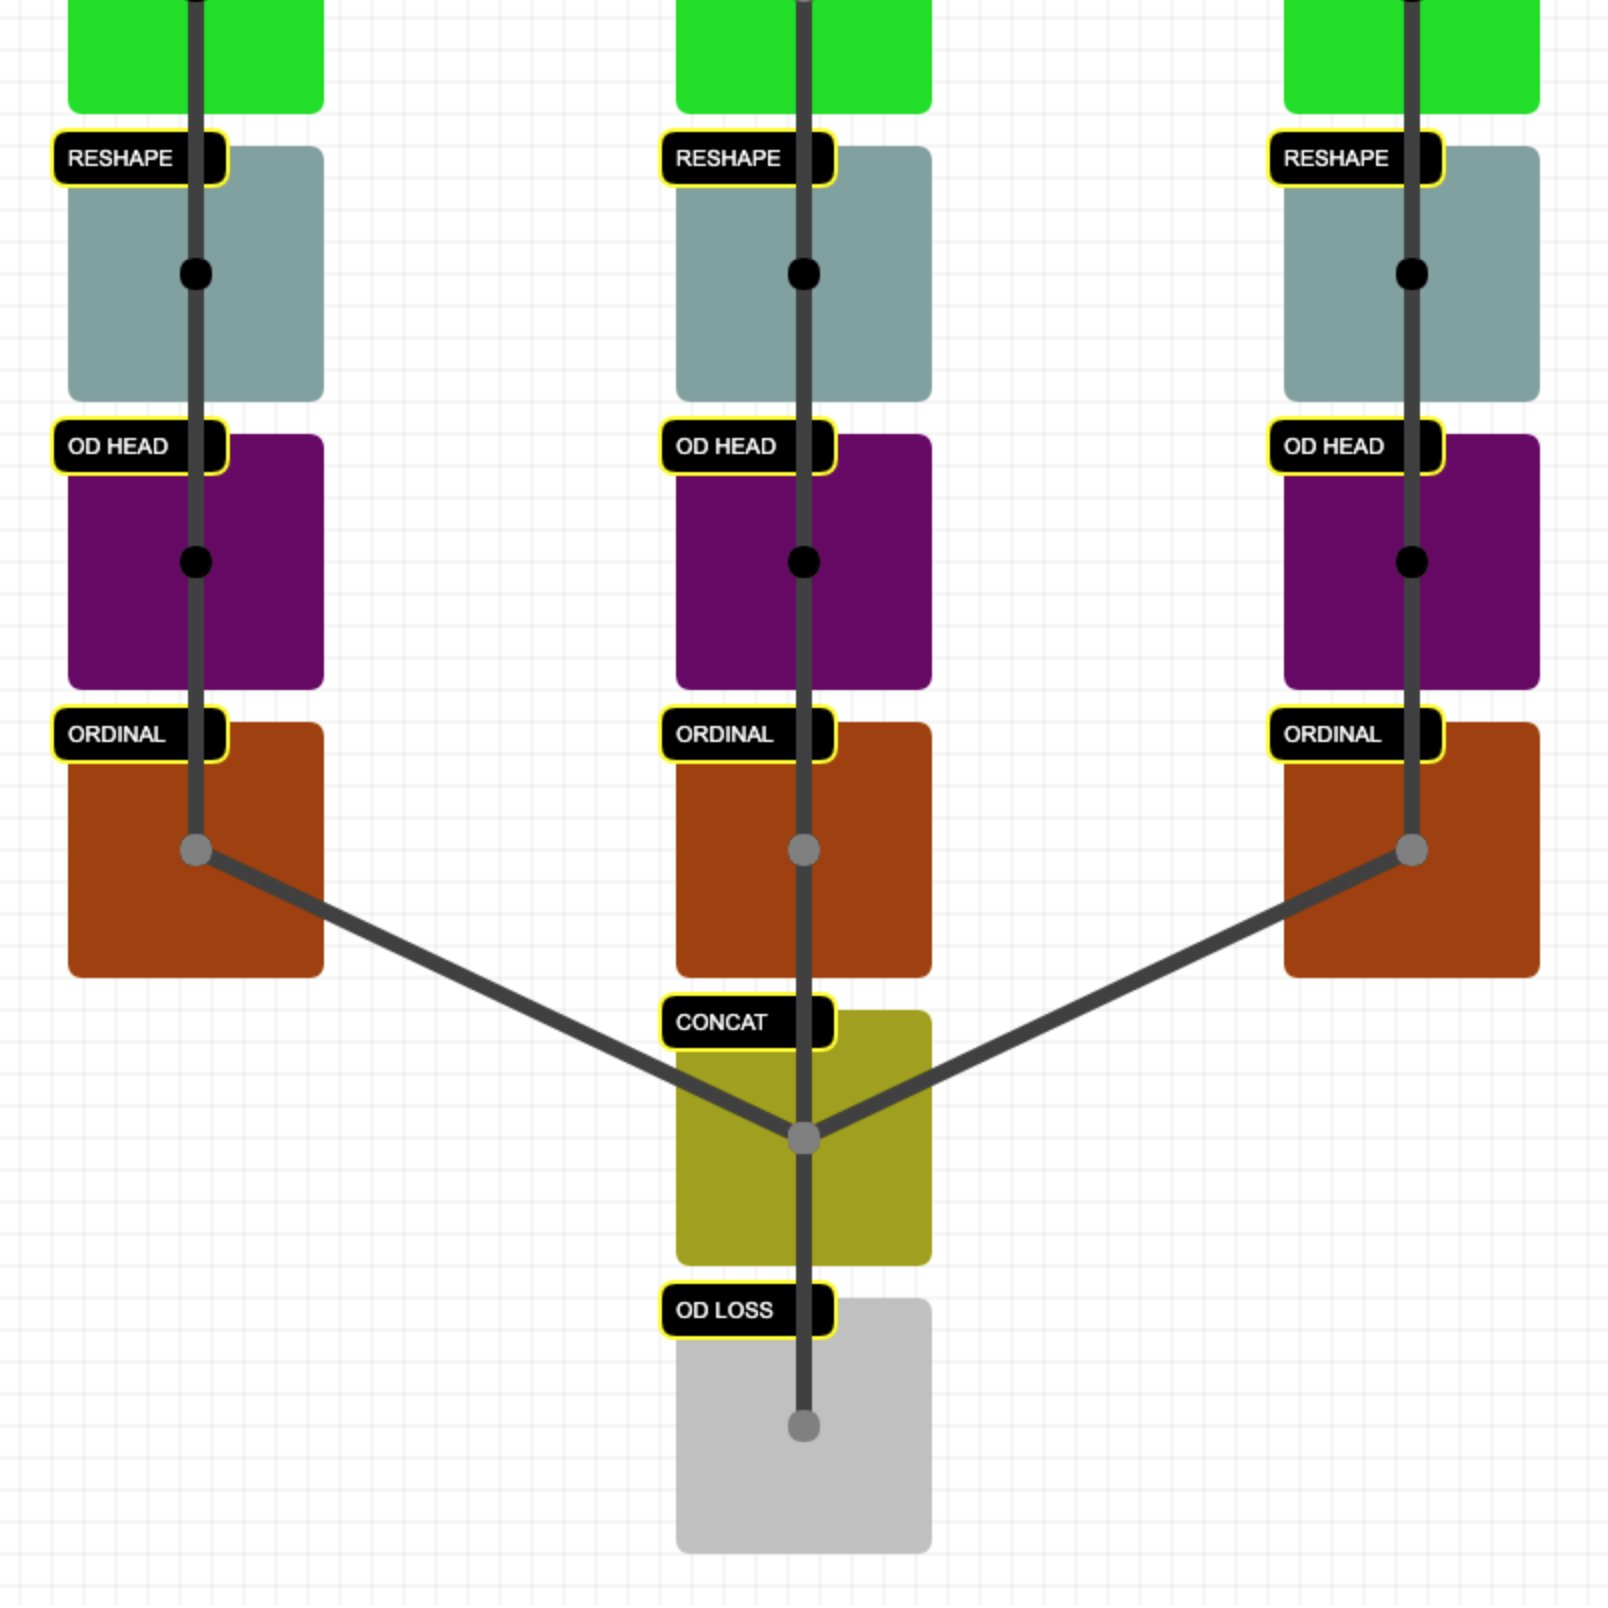 RESHAPE
RESHAPE
RESHAPE
OD HEAD
OD HEAD
OD HEAD
ORDINAL
ORDINAL
ORDINAL
CONCAT
OD LOSS